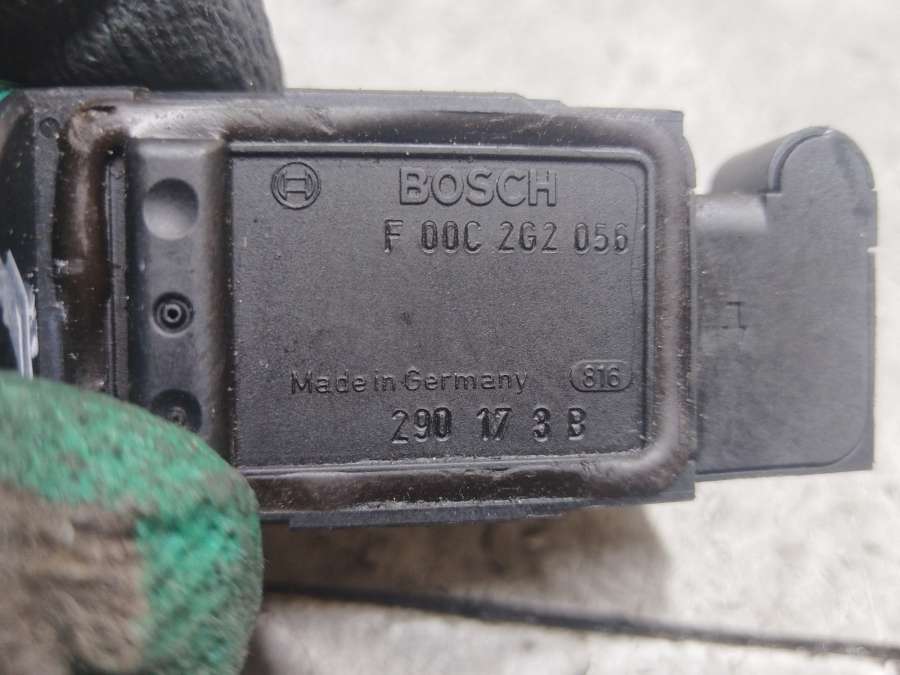 BOSCH
F 00C 2G2 056
Made in Germany 816
290 17 3 B